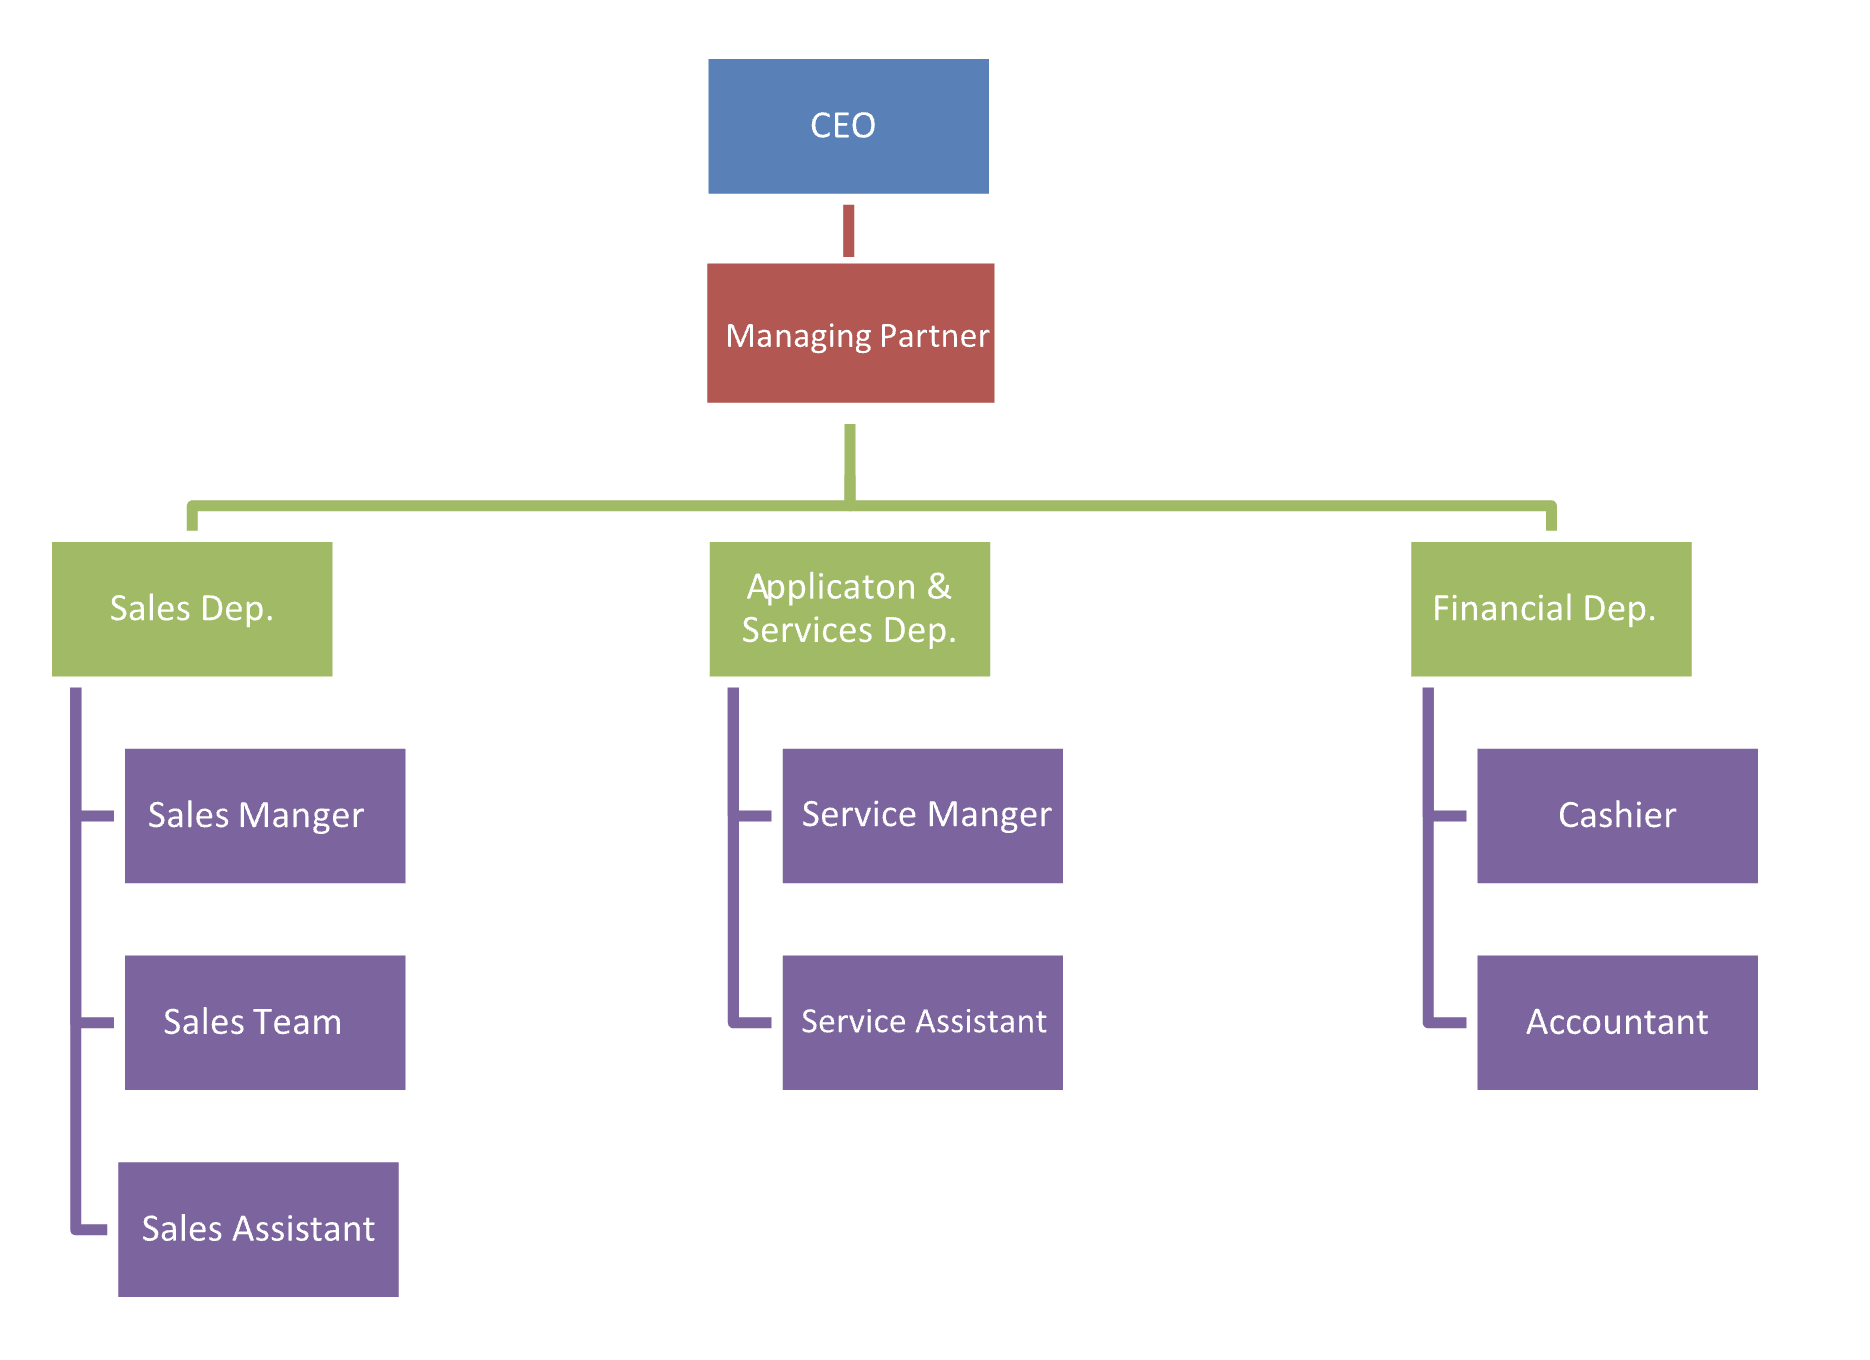 CEO
Managing Partner
Sales Dep.
Applicaton &
Services Dep.
Financial Dep.
Sales Manger
Service Manger
Cashier
Sales Team
Service Assistant
Accountant
Sales Assistant